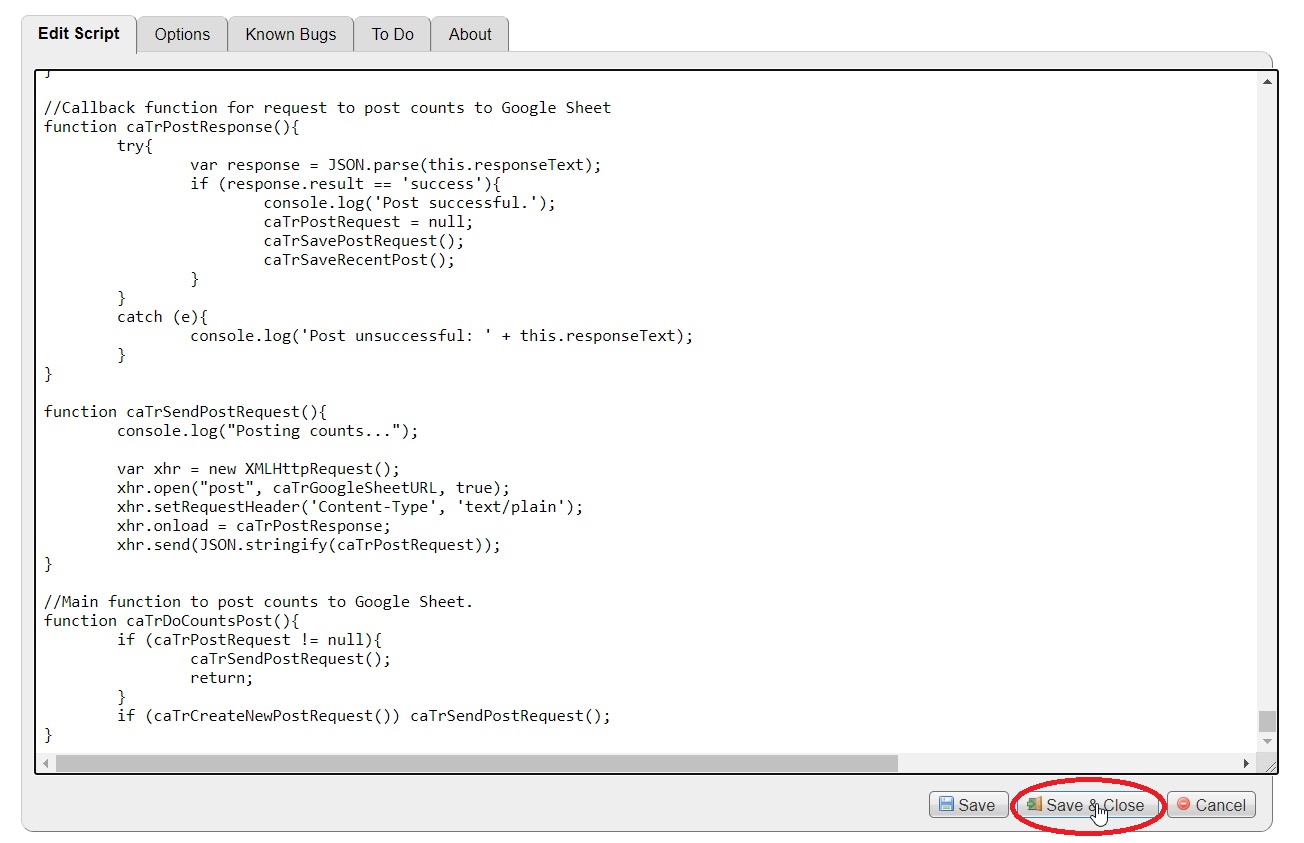 Edit Script
Options
Known Bugs
To Do
About
}
//Callback function for request to post counts to Google Sheet
function caTrPostResponse(){
	try{
		var response = JSON.parse(this.responseText);
		if (response.result == 'success'){
			console.log('Post successful.');
			caTrPostRequest = null;
			caTrSavePostRequest();
			caTrSaveRecentPost();
		}
	}
	catch (e){
		console.log('Post unsuccessful: ' + this.responseText);
	}
}
function caTrSendPostRequest(){
	console.log("Posting counts...");
	var xhr = new XMLHttpRequest();
	xhr.open("post", caTrGoogleSheetURL, true);
	xhr.setRequestHeader('Content-Type', 'text/plain');
	xhr.onload = caTrPostResponse;
	xhr.send(JSON.stringify(caTrPostRequest));
}
//Main function to post counts to Google Sheet.
function caTrDoCountsPost(){
	if (caTrPostRequest != null){
		caTrSendPostRequest();
		return;
	}
	if (caTrCreateNewPostRequest()) caTrSendPostRequest();
}
Save
Save & Close
Cancel